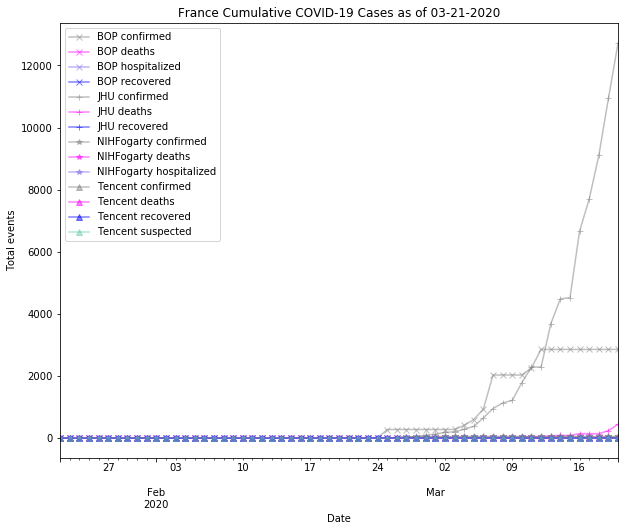 France Cumulative COVID-19 Cases as of 03-21-2020
BOP confirmed
BOP deaths
BOP hospitalized
BOP recovered
JHU confirmed
JHU deaths
JHU recovered
NIHFogarty confirmed
NIHFogarty deaths
NIHFogarty hospitalized
Tencent confirmed
Tencent deaths
Tencent recovered
Tencent suspected
Total events
12000
10000
8000
6000
4000
2000
0
27 03 10 17 24 02 09 16
Feb Mar
2020
Date